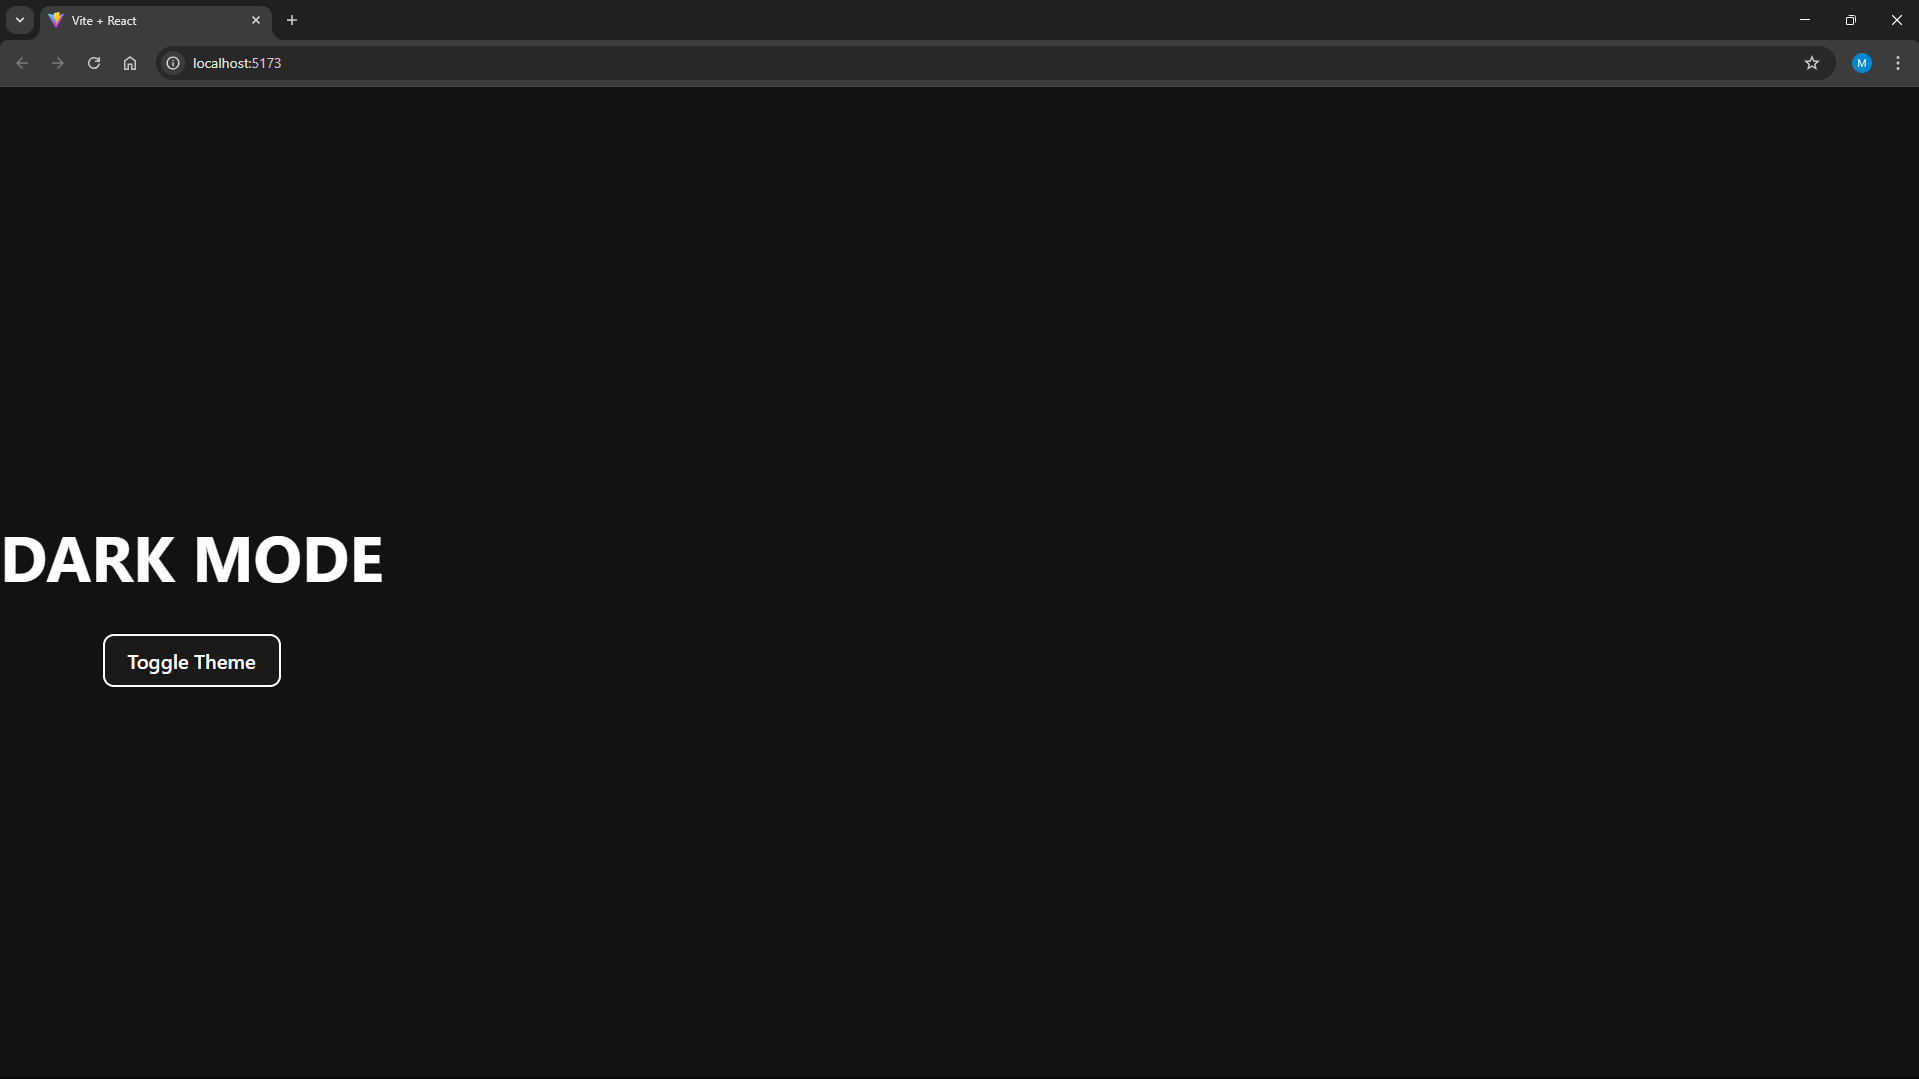 Vite + React
localhost:5173
M
DARK MODE
Toggle Theme